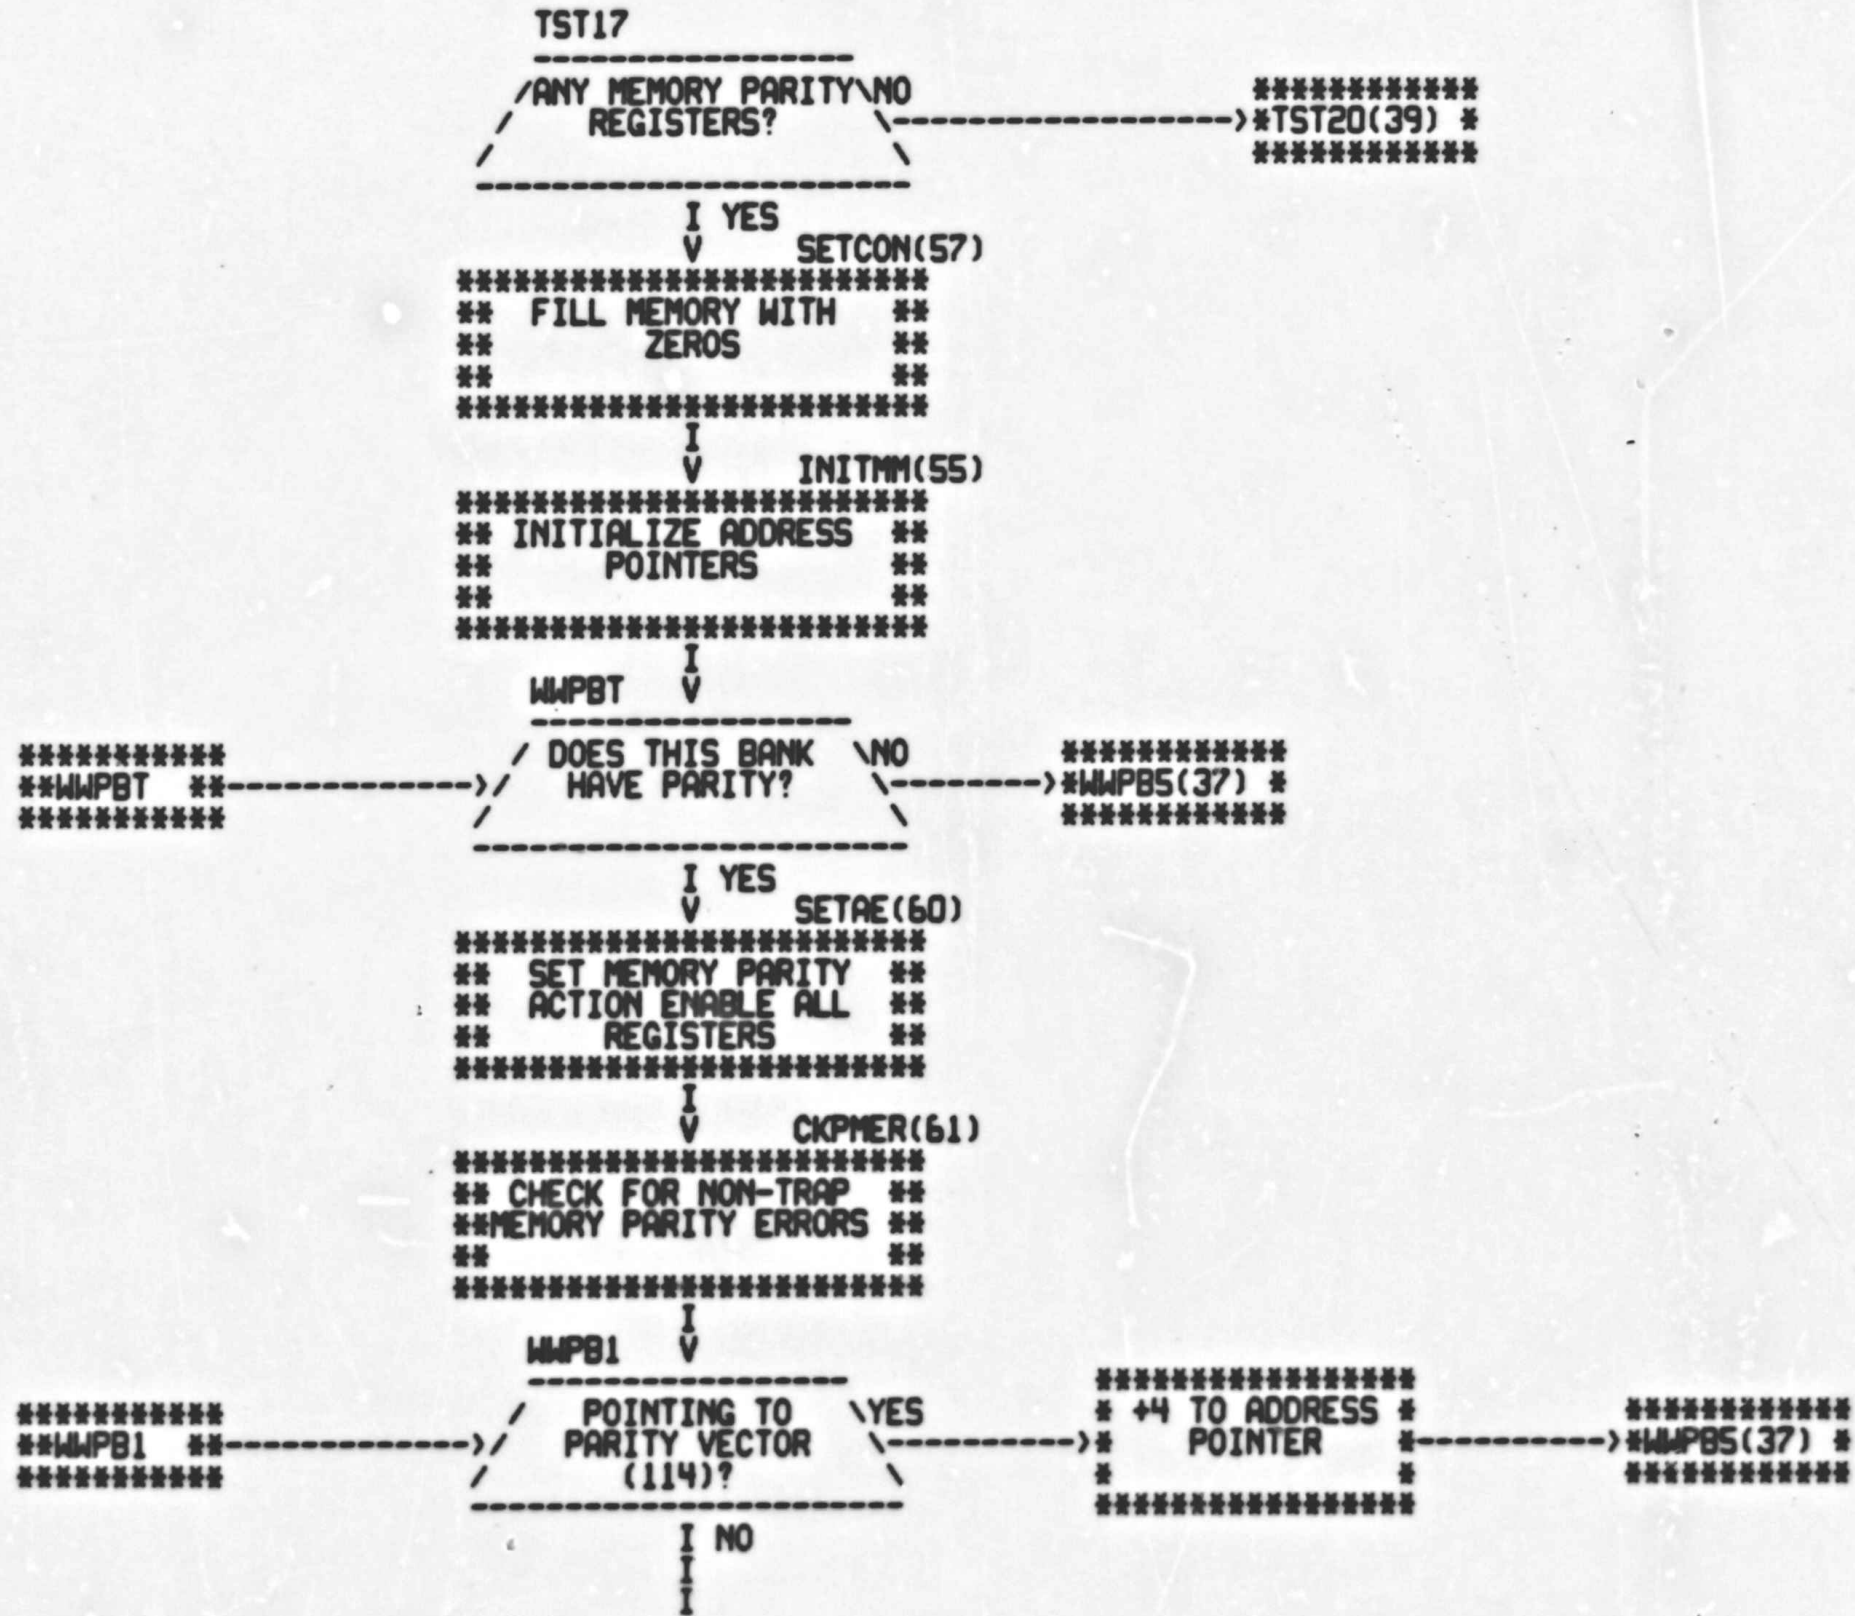 TST17
-----------------
/ANY MEMORY PARITY\NO ************
/ REGISTERS? \------------------>*TST20(39) *
/ \ ************
-----------------------
I YES
V SETCON(57)
*************************
** FILL MEMORY WITH **
** ZEROS **
** **
*************************
I
V INITMM(55)
*************************
** INITIALIZE ADDRESS **
** POINTERS **
** **
*************************
I
WWPBT V
-----------------
*********** / DOES THIS BANK \NO ************
**WWPBT **------------->/ HAVE PARITY? \-------->*WWPB5(37) *
*********** / \ ************
-----------------------
I YES
V SETAE(60)
*************************
** SET MEMORY PARITY **
** ACTION ENABLE ALL **
** REGISTERS **
*************************
I
V CKPMER(61)
*************************
** CHECK FOR NON-TRAP **
**MEMORY PARITY ERRORS **
** **
*************************
I
WWPB1 V
----------------- *****************
*********** / POINTING TO \YES * +4 TO ADDRESS * ************
**WWPB1 **------------->/ PARITY VECTOR \---------->* POINTER *---------->*WWPB5(37) *
*********** / (114)? \ * * ************
----------------------- *****************
I NO
I
I